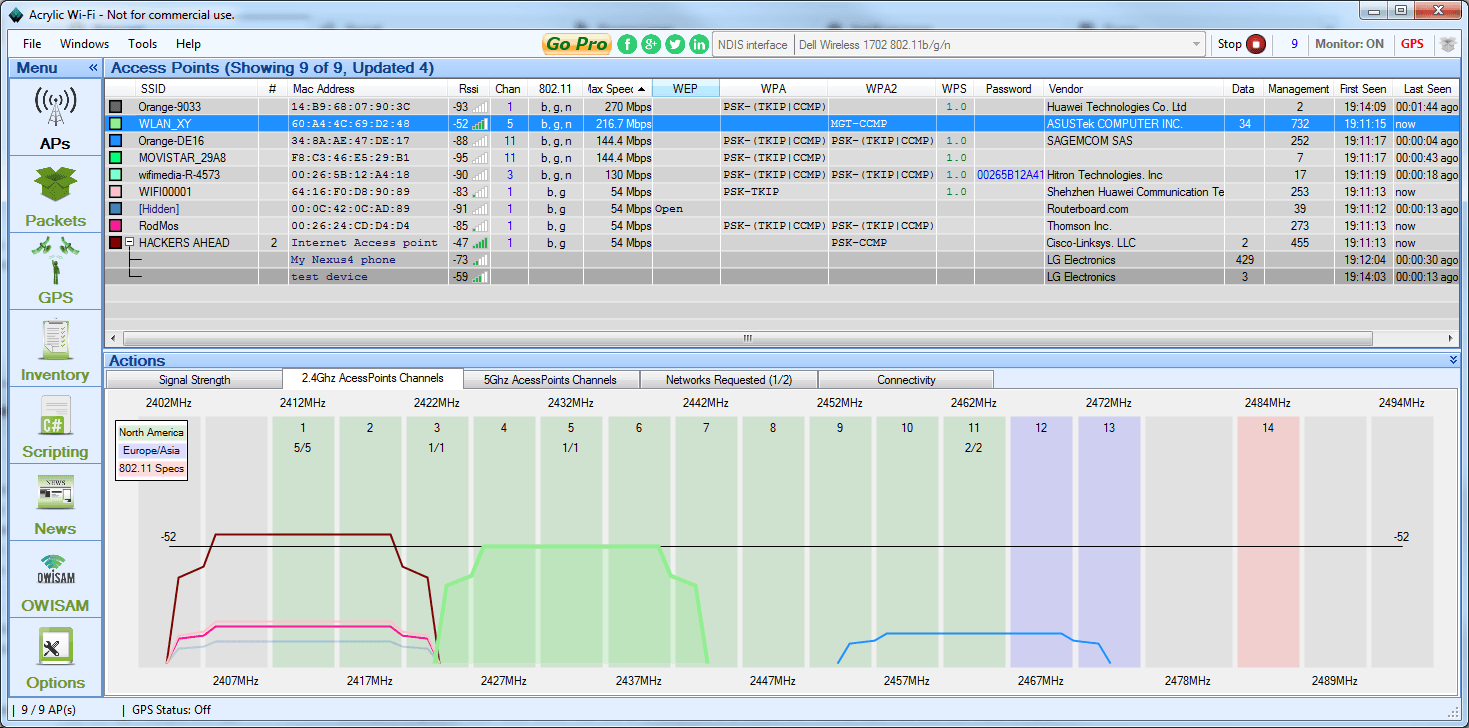 Acrylic Wi-Fi - Not for commercial use.
File Windows Tools Help Go Pro NDIS interface Dell Wireless 1702 802.11b/g/n Stop 9 Monitor: ON GPS
Menu « Access Points (Showing 9 of 9, Updated 4)
SSID # Mac Address Rssi Chan 802.11 Max Speed WEP WPA WPA2 WPS Password Vendor Data Management First Seen Last Seen
Orange-9033 14:B9:68:07:90:3C -93 1 b, g, n 270 Mbps PSK-(TKIP|CCMP) 1.0 Huawei Technologies Co. Ltd 2 19:14:09 00:01:44 ago
WLAN_XY 60:A4:4C:69:D2:48 -52 5 b, g, n 216.7 Mbps MGT-CCMP ASUSTek COMPUTER INC. 34 732 19:11:15 now
Orange-DE16 34:8A:AE:47:DE:17 -88 11 b, g, n 144.4 Mbps PSK-(TKIP|CCMP) PSK-(TKIP|CCMP) 1.0 SAGEMCOM SAS 252 19:11:17 00:00:04 ago
MOVISTAR_29A8 F8:C3:46:E5:29:B1 -95 11 b, g, n 144.4 Mbps PSK-(TKIP|CCMP) 1.0 7 19:11:17 00:00:43 ago
wifimedia-R-4573 00:26:5B:12:A4:18 -90 3 b, g, n 130 Mbps PSK-(TKIP|CCMP) PSK-(TKIP|CCMP) 1.0 00265B12A41 Hitron Technologies. Inc 17 19:11:19 00:00:18 ago
WIFI00001 64:16:F0:D8:90:89 -83 1 b, g 54 Mbps PSK-TKIP 1.0 Shehzhen Huawei Communication Te 253 19:11:13 now
[Hidden] 00:0C:42:0C:AD:89 -91 1 b, g 54 Mbps Open Routerboard.com 39 19:11:12 00:00:13 ago
RodMos 00:26:24:CD:D4:D4 -85 1 b, g 54 Mbps PSK-(TKIP|CCMP) PSK-(TKIP|CCMP) Thomson Inc. 273 19:11:13 now
HACKERS AHEAD 2 Internet Access point -47 1 b, g 54 Mbps PSK-CCMP Cisco-Linksys. LLC 2 455 19:11:13 now
My Nexus4 phone -73 LG Electronics 429 19:12:04 00:00:30 ago
test device -59 LG Electronics 3 19:14:03 00:00:13 ago
APs
Packets
GPS
Inventory
C#
Scripting
NEWS
News
OWISAM
OWISAM
Options
Actions
Signal Strength 2.4Ghz AcessPoints Channels 5Ghz AccessPoints Channels Networks Requested (1/2) Connectivity
2402MHz 2412MHz 2422MHz 2432MHz 2442MHz 2452MHz 2462MHz 2472MHz 2484MHz 2494MHz
1 2 3 4 5 6 7 8 9 10 11 12 13 14
5/5 1/1 1/1 2/2
North America
Europe/Asia
802.11 Specs
-52 -52
2407MHz 2417MHz 2427MHz 2437MHz 2447MHz 2457MHz 2467MHz 2478MHz 2489MHz
9 / 9 AP(s) GPS Status: Off